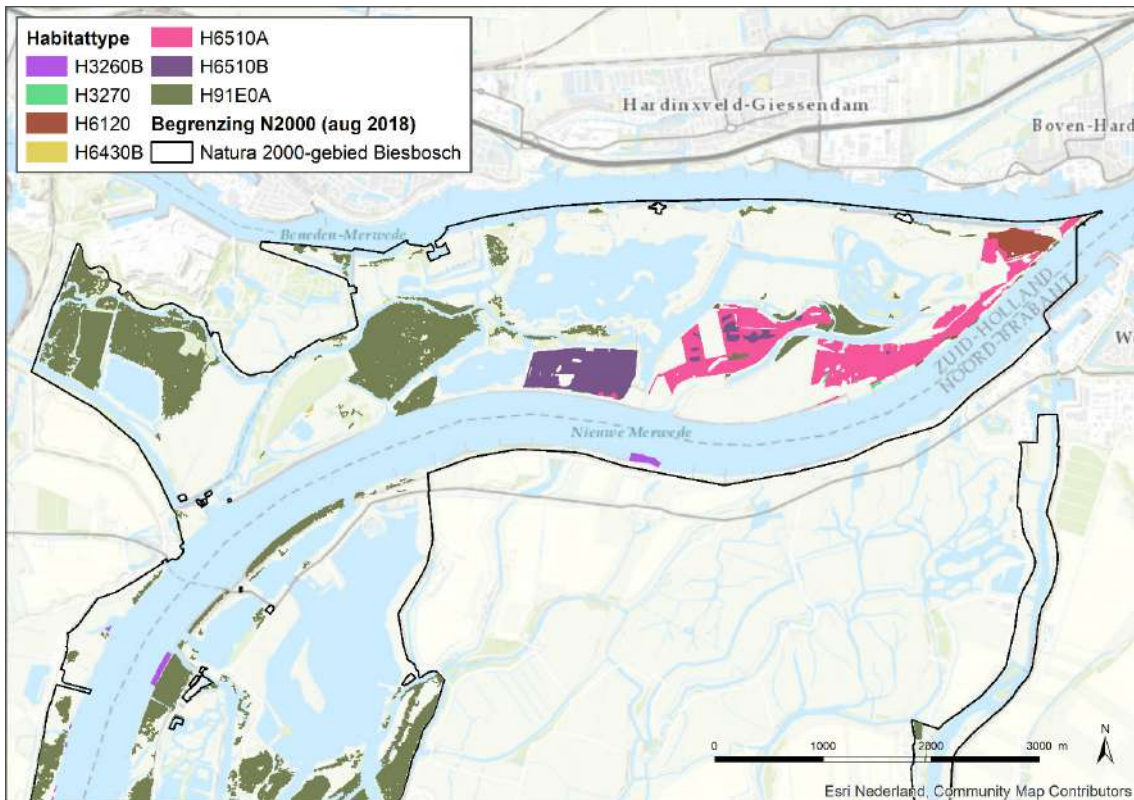 Habitattype
H3260B
H3270
H6120
H6430B
H6510A
H6510B
H91E0A
Begrenzing N2000 (aug 2018)
Natura 2000-gebied Biesbosch
Hardinxveld-Giessendam
Boven-Hard
Beneden-Merwede
ZUID-HOLLAND
NOORD-BRABANT
Nieuwe Merwede
N
0 1000 2000 3000 m
Esri Nederland, Community Map Contributors